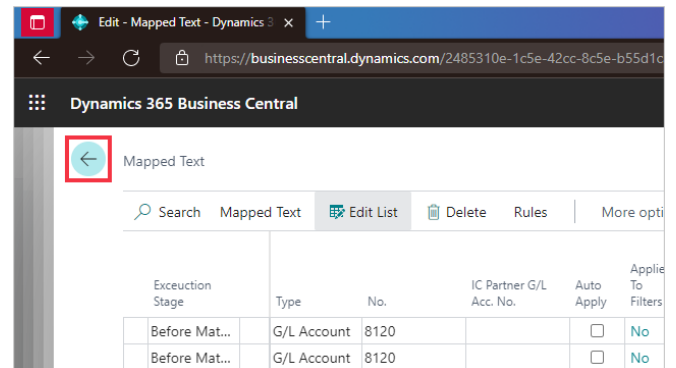 Edit - Mapped Text - Dynamics 3
https://businesscentral.dynamics.com/2485310e-1c5e-42cc-8c5e-b55d1c
Dynamics 365 Business Central
Mapped Text
Search Mapped Text Edit List Delete Rules More opti
Applie
Exceuction IC Partner G/L Auto To
Stage Type No. Acc. No. Apply Filters
Before Mat... G/L Account 8120 No
Before Mat... G/L Account 8120 No